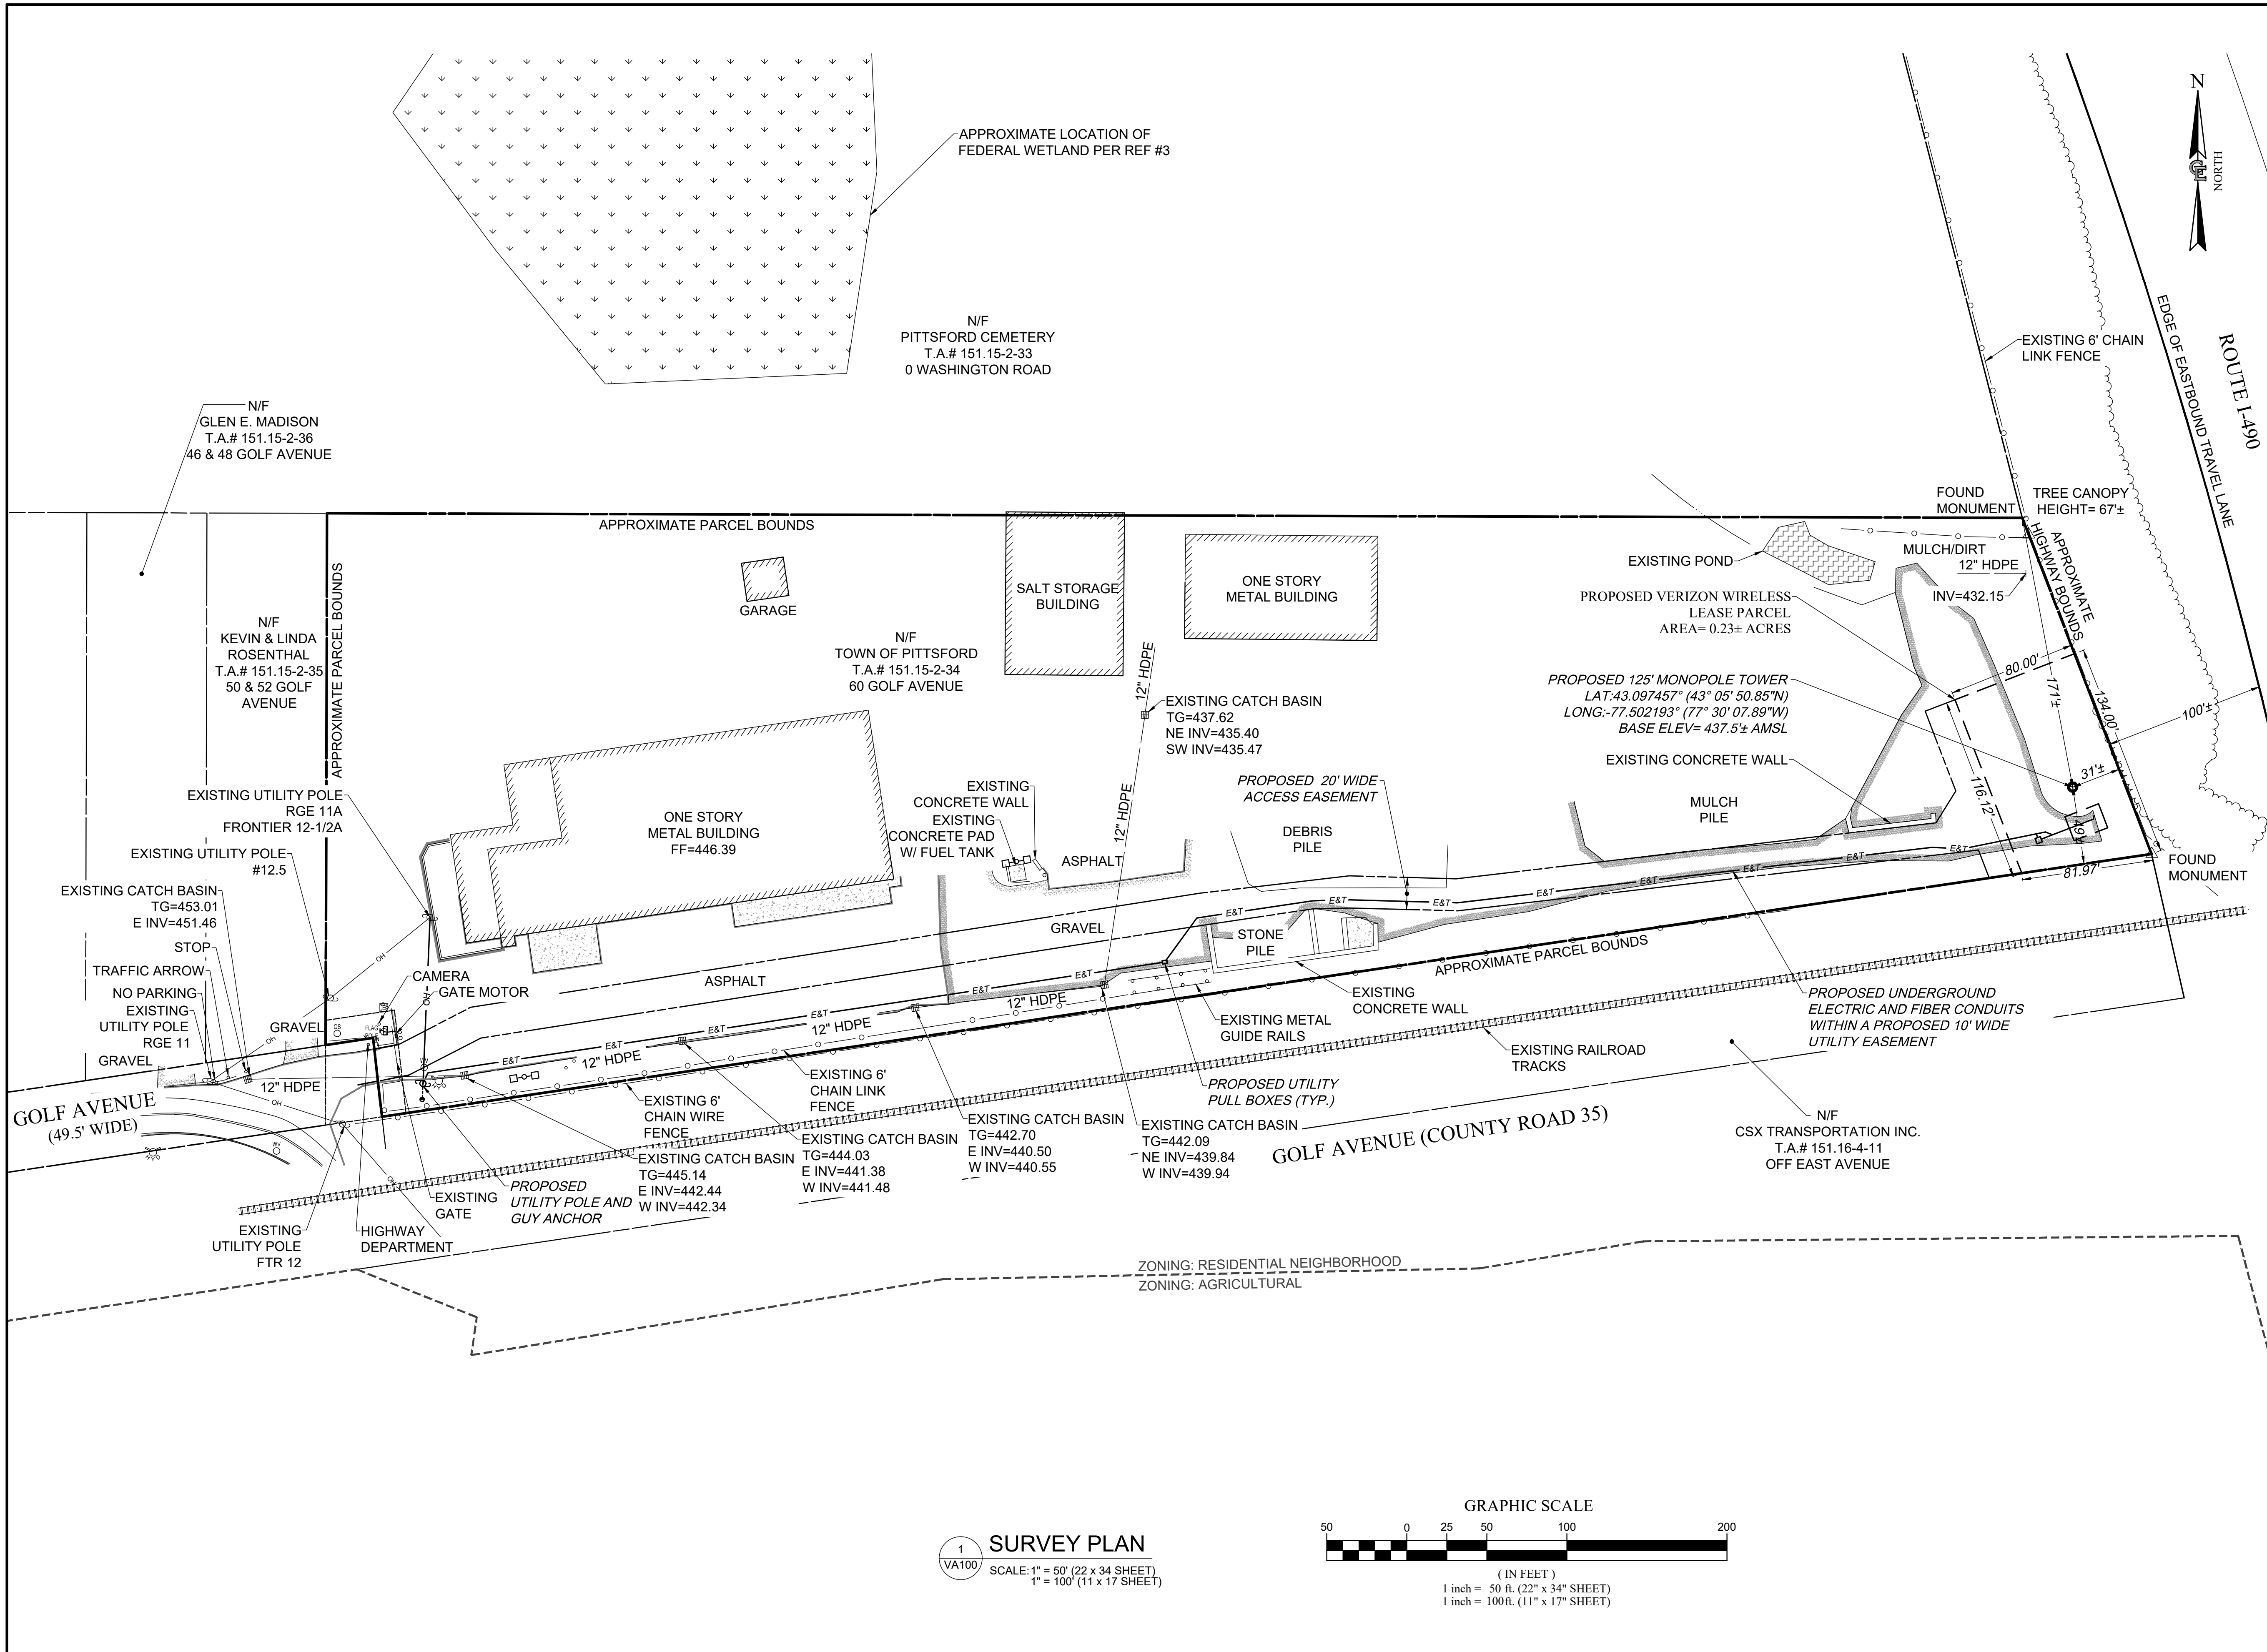 APPROXIMATE LOCATION OF
FEDERAL WETLAND PER REF #3
N
NORTH
N/F
PITTSFORD CEMETERY
T.A.# 151.15-2-33
0 WASHINGTON ROAD
EXISTING 6' CHAIN
LINK FENCE
EDGE OF EASTBOUND TRAVEL LANE
ROUTE I-490
N/F
GLEN E. MADISON
T.A.# 151.15-2-36
46 & 48 GOLF AVENUE
APPROXIMATE PARCEL BOUNDS
FOUND
MONUMENT
TREE CANOPY
HEIGHT= 67'±
APPROXIMATE
HIGHWAY BOUNDS
MULCH/DIRT
12" HDPE
INV=432.15
EXISTING POND
PROPOSED VERIZON WIRELESS
LEASE PARCEL
AREA= 0.23± ACRES
SALT STORAGE
BUILDING
ONE STORY
METAL BUILDING
GARAGE
N/F
KEVIN & LINDA
ROSENTHAL
T.A.# 151.15-2-35
50 & 52 GOLF
AVENUE
APPROXIMATE PARCEL BOUNDS
N/F
TOWN OF PITTSFORD
T.A.# 151.15-2-34
60 GOLF AVENUE
12" HDPE
EXISTING CATCH BASIN
TG=437.62
NE INV=435.40
SW INV=435.47
PROPOSED 125' MONOPOLE TOWER
LAT:43.097457° (43° 05' 50.85"N)
LONG:-77.502193° (77° 30' 07.89"W)
BASE ELEV= 437.5'± AMSL
80.00'
171'±
134.00'
100'±
31'±
116.12'
49'±
81.97'
EXISTING CONCRETE WALL
MULCH
PILE
PROPOSED 20' WIDE
ACCESS EASEMENT
DEBRIS
PILE
EXISTING
CONCRETE WALL
EXISTING
CONCRETE PAD
W/ FUEL TANK
12" HDPE
ASPHALT
ONE STORY
METAL BUILDING
FF=446.39
EXISTING UTILITY POLE
RGE 11A
FRONTIER 12-1/2A
EXISTING UTILITY POLE
#12.5
EXISTING CATCH BASIN
TG=453.01
E INV=451.46
STOP
TRAFFIC ARROW
NO PARKING
EXISTING
UTILITY POLE
RGE 11
GRAVEL
GRAVEL
CAMERA
GATE MOTOR
FLAG
POLE
GS
WV
WV
OH
OH
OH
OH
OH
12" HDPE
GOLF AVENUE
(49.5' WIDE)
ASPHALT
GRAVEL
STONE
PILE
FOUND
MONUMENT
E&T
E&T
E&T
E&T
E&T
E&T
E&T
E&T
E&T
E&T
E&T
E&T
E&T
E&T
12" HDPE
12" HDPE
12" HDPE
APPROXIMATE PARCEL BOUNDS
EXISTING
CONCRETE WALL
EXISTING METAL
GUIDE RAILS
EXISTING RAILROAD
TRACKS
PROPOSED UNDERGROUND
ELECTRIC AND FIBER CONDUITS
WITHIN A PROPOSED 10' WIDE
UTILITY EASEMENT
PROPOSED UTILITY
PULL BOXES (TYP.)
EXISTING 6'
CHAIN LINK
FENCE
EXISTING 6'
CHAIN WIRE
FENCE
EXISTING CATCH BASIN
TG=445.14
E INV=442.44
W INV=442.34
EXISTING CATCH BASIN
TG=444.03
E INV=441.38
W INV=441.48
EXISTING CATCH BASIN
TG=442.70
E INV=440.50
W INV=440.55
EXISTING CATCH BASIN
TG=442.09
NE INV=439.84
W INV=439.94
GOLF AVENUE (COUNTY ROAD 35)
N/F
CSX TRANSPORTATION INC.
T.A.# 151.16-4-11
OFF EAST AVENUE
EXISTING
GATE
PROPOSED
UTILITY POLE AND
GUY ANCHOR
EXISTING
UTILITY POLE
FTR 12
HIGHWAY
DEPARTMENT
ZONING: RESIDENTIAL NEIGHBORHOOD
ZONING: AGRICULTURAL
1
VA100
SURVEY PLAN
SCALE: 1" = 50' (22 x 34 SHEET)
1" = 100' (11 x 17 SHEET)
GRAPHIC SCALE
50 0 25 50 100 200
( IN FEET )
1 inch = 50 ft. (22" x 34" SHEET)
1 inch = 100ft. (11" x 17" SHEET)